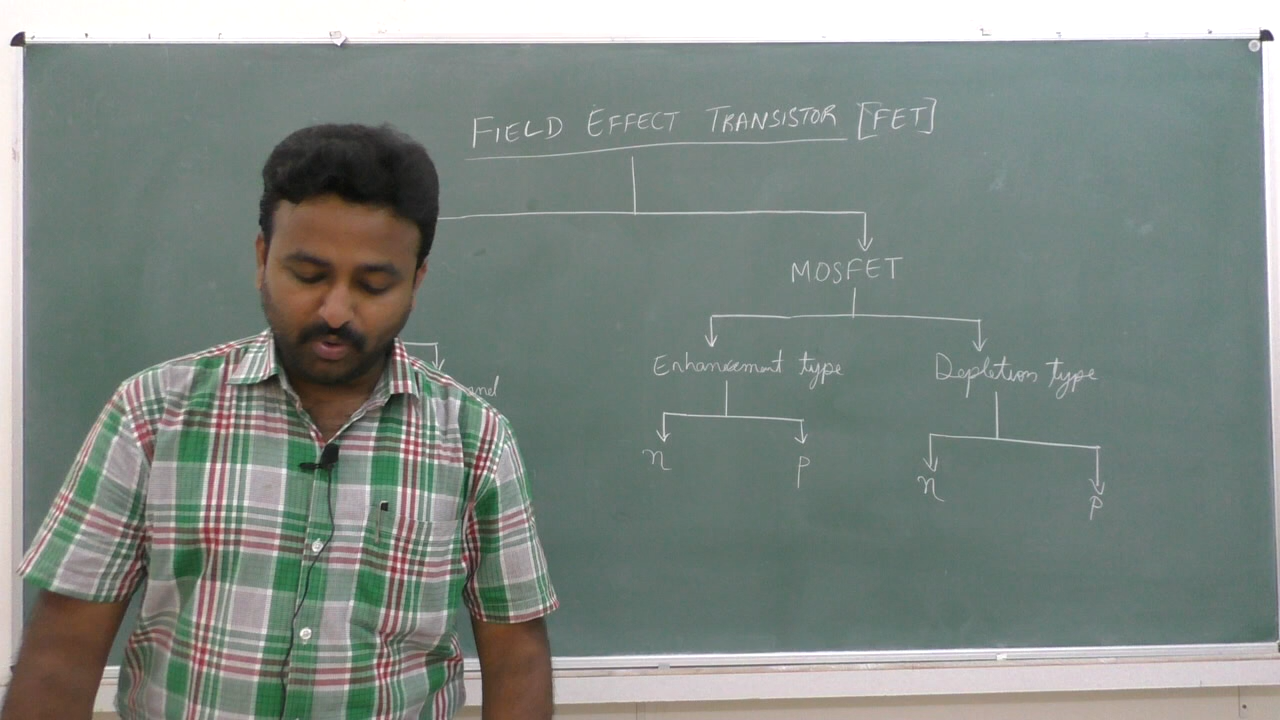 FIELD EFFECT TRANSISTOR [FET]
MOSFET
Enhancement type
Depletion type
n
p
n
p